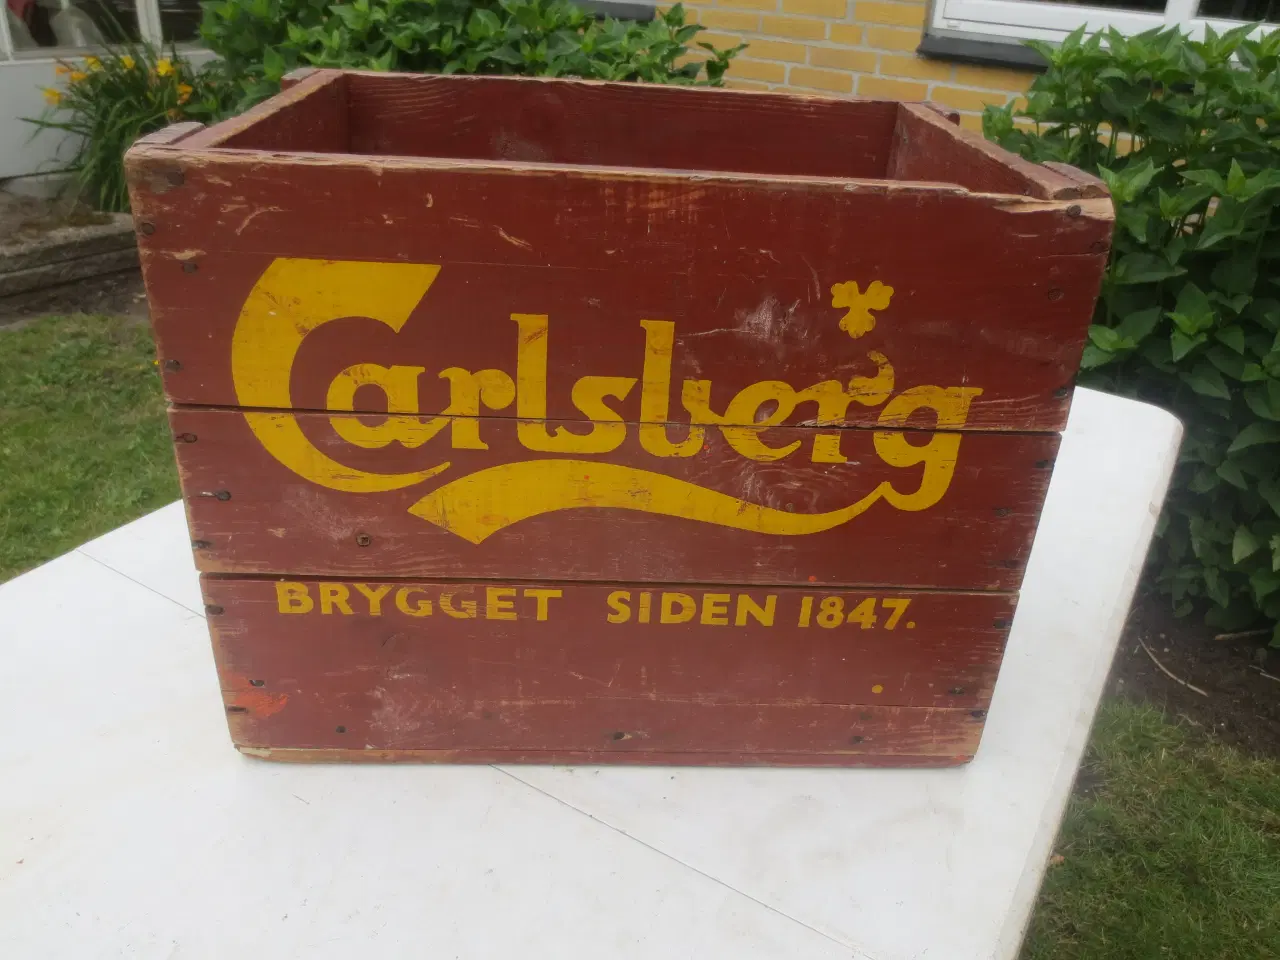 Carlsberg
BRYGGET SIDEN 1847.